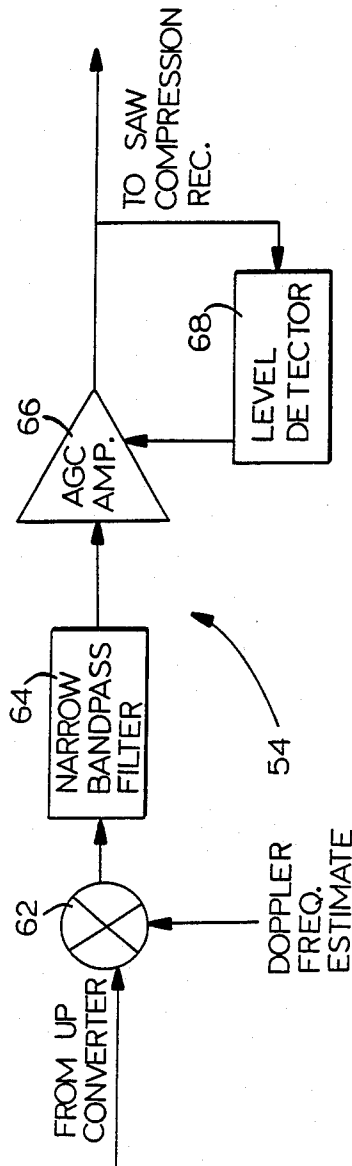 FROM UP
CONVERTER
62
DOPPLER
FREQ.
ESTIMATE
64
NARROW
BANDPASS
FILTER
54
66
AGC
AMP.
68
LEVEL
DETECTOR
TO SAW
COMPRESSION
REC.